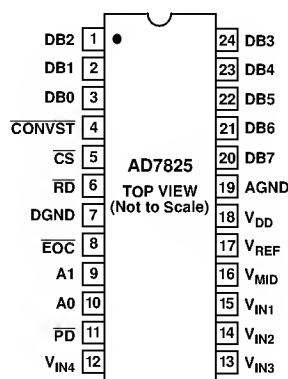 DB2 1 24 DB3
DB1 2 23 DB4
DB0 3 22 DB5
CONVST 4 21 DB6
CS 5 20 DB7
RD 6 AD7825 19 AGND
DGND 7 TOP VIEW 18 VDD
EOC 8 (Not to Scale) 17 VREF
A1 9 16 VMID
A0 10 15 VIN1
PD 11 14 VIN2
VIN4 12 13 VIN3